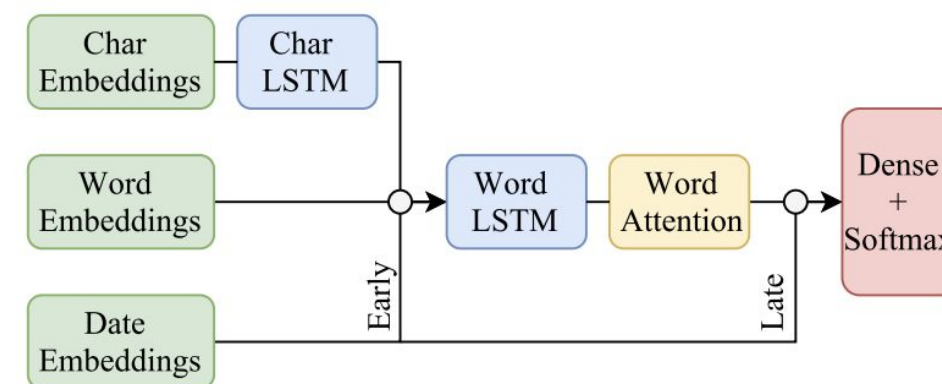 Char
Embeddings
Char
LSTM
Word
Embeddings
Word
LSTM
Word
Attention
Dense
+
Softmax
Early
Late
Date
Embeddings